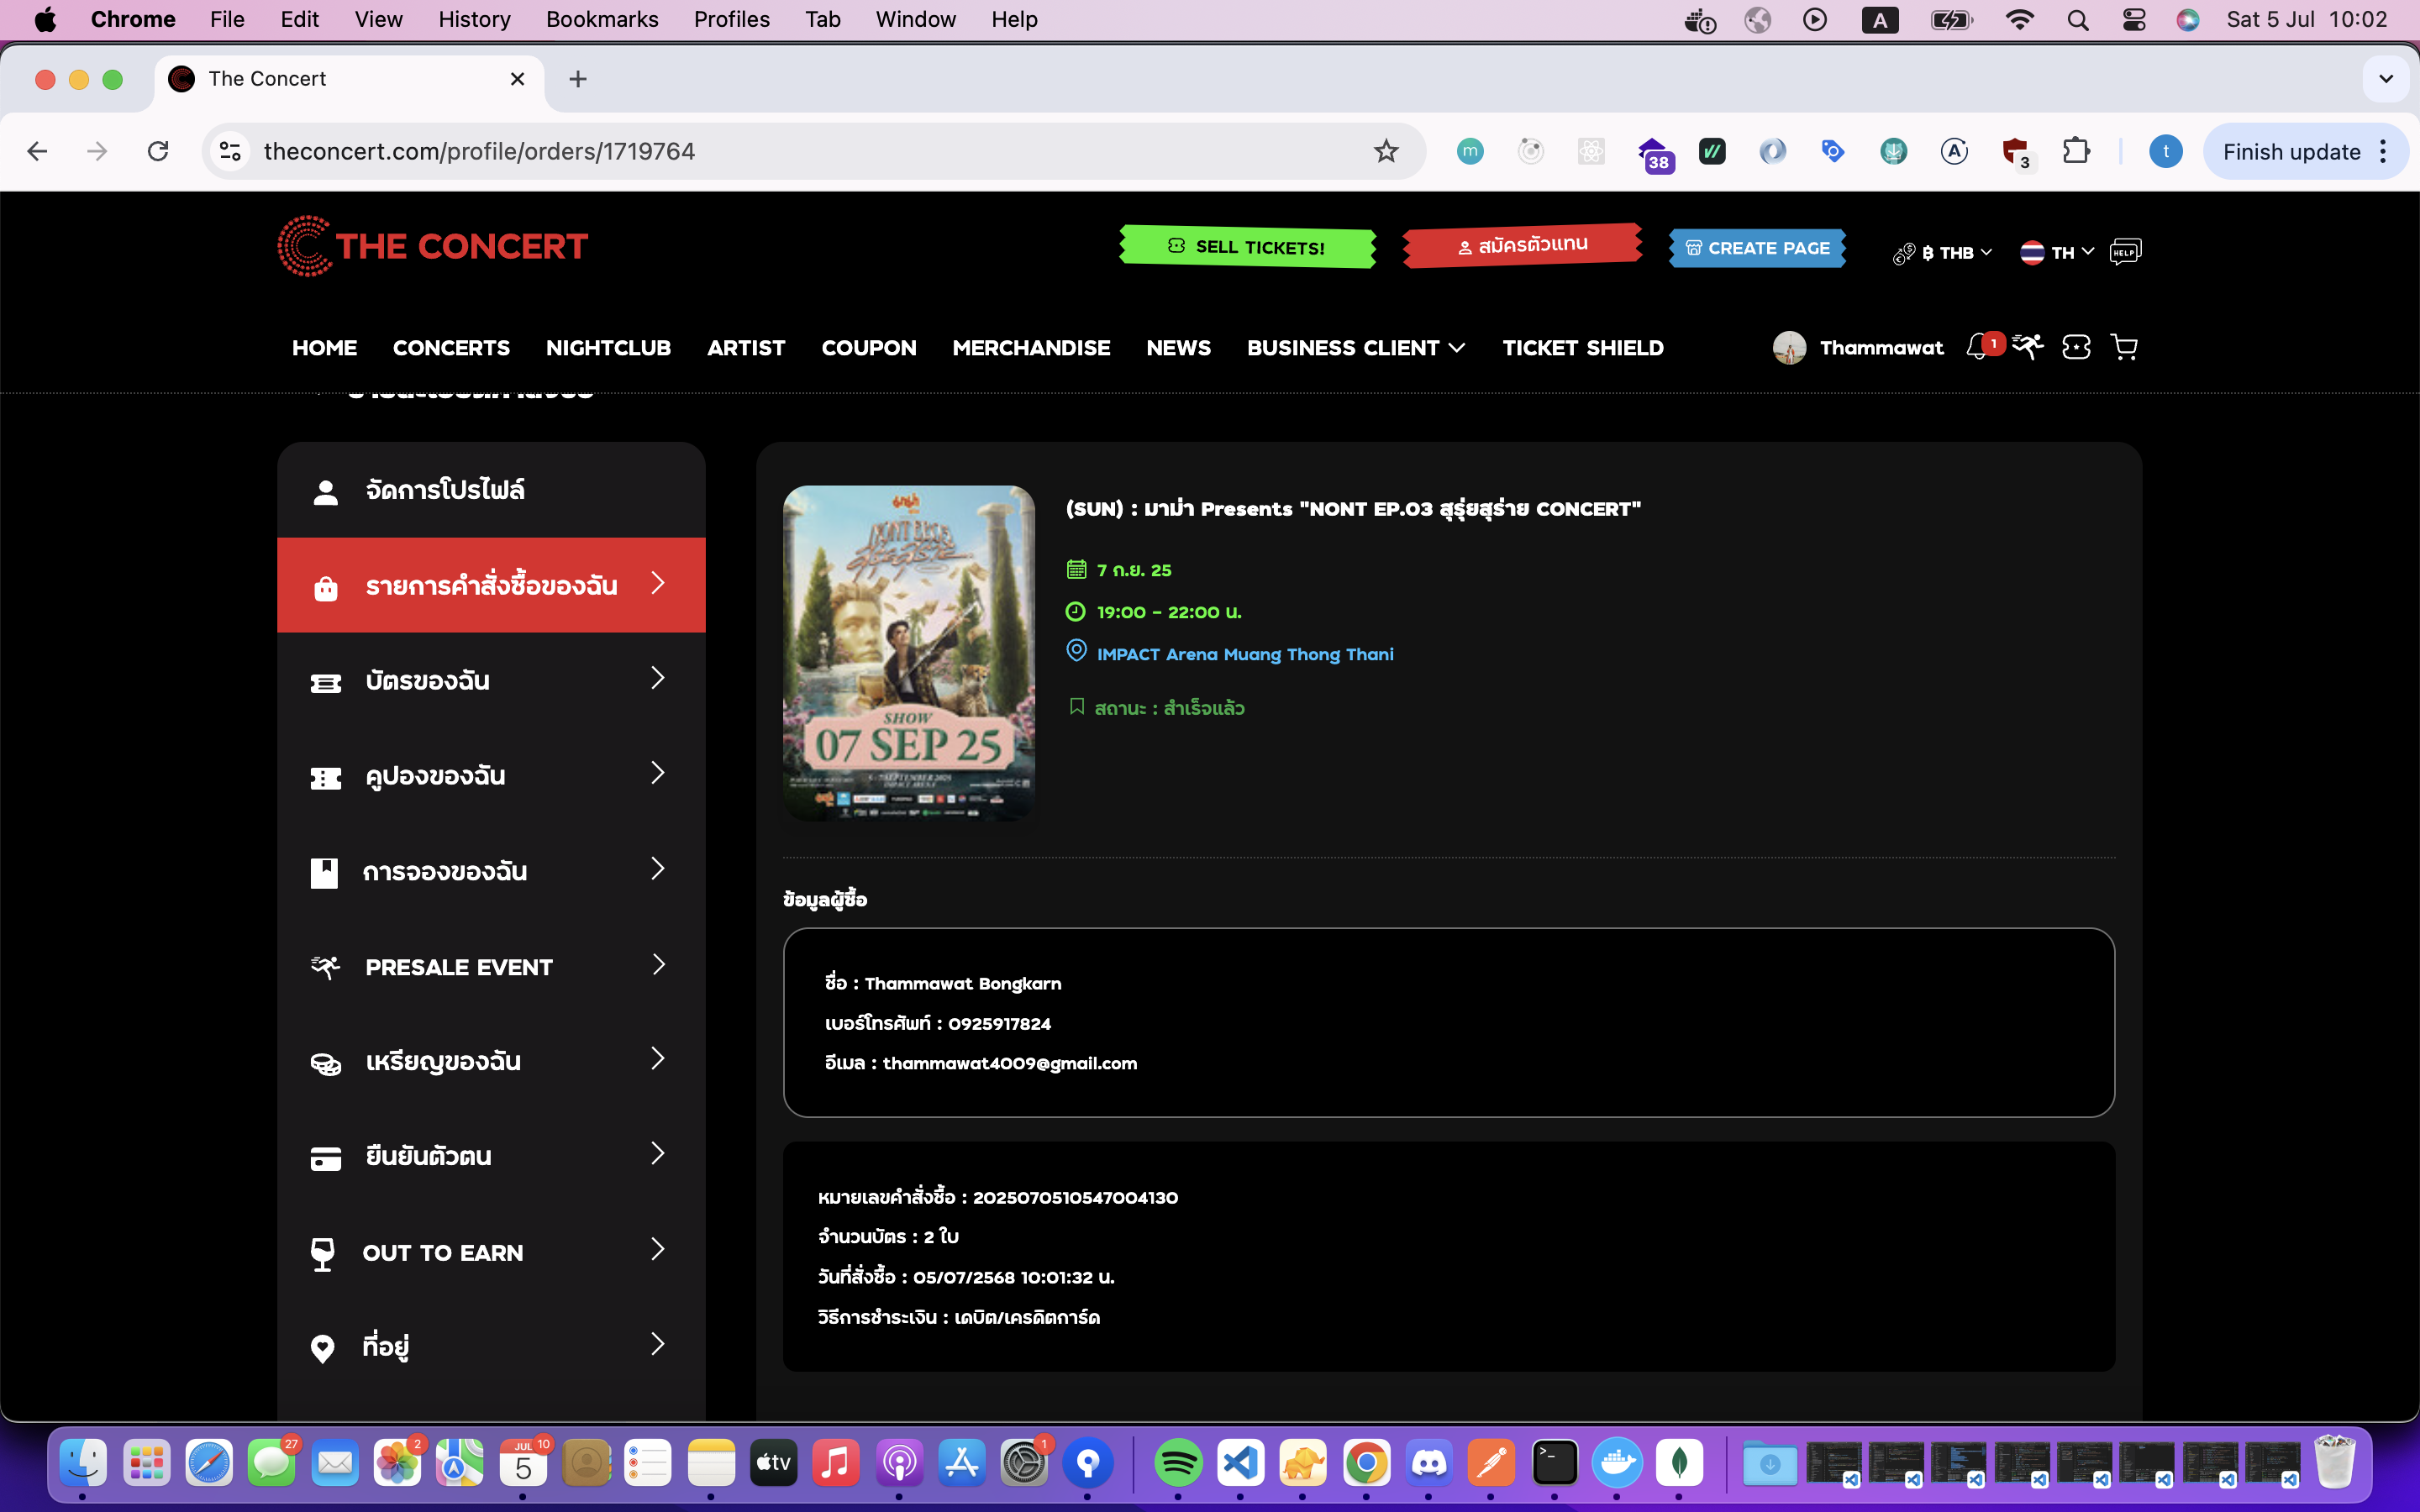 Chrome File Edit View History Bookmarks Profiles Tab Window Help
A
Sat 5 Jul 10:02
The Concert
theconcert.com/profile/orders/1719764
m
38
A
3
t
Finish update
THE CONCERT
SELL TICKETS!
สมัครตัวแทน
CREATE PAGE
฿ THB
TH
HELP
HOME CONCERTS NIGHTCLUB ARTIST COUPON MERCHANDISE NEWS BUSINESS CLIENT TICKET SHIELD
Thammawat
1
จัดการโปรไฟล์
รายการคำสั่งซื้อของฉัน
บัตรของฉัน
คูปองของฉัน
การจองของฉัน
PRESALE EVENT
เหรียญของฉัน
ยืนยันตัวตน
OUT TO EARN
ที่อยู่
SHOW
07 SEP 25
(SUN) : มาม่า Presents "NONT EP.03 สุรุ่ยสุร่าย CONCERT"
7 ก.ย. 25
19:00 - 22:00 น.
IMPACT Arena Muang Thong Thani
สถานะ : สำเร็จแล้ว
ข้อมูลผู้ซื้อ
ชื่อ : Thammawat Bongkarn
เบอร์โทรศัพท์ : 0925917824
อีเมล : thammawat4009@gmail.com
หมายเลขคำสั่งซื้อ : 2025070510547004130
จำนวนบัตร : 2 ใบ
วันที่สั่งซื้อ : 05/07/2568 10:01:32 น.
วิธีการชำระเงิน : เดบิต/เครดิตการ์ด
27
2
JUL
5
10
tv
1